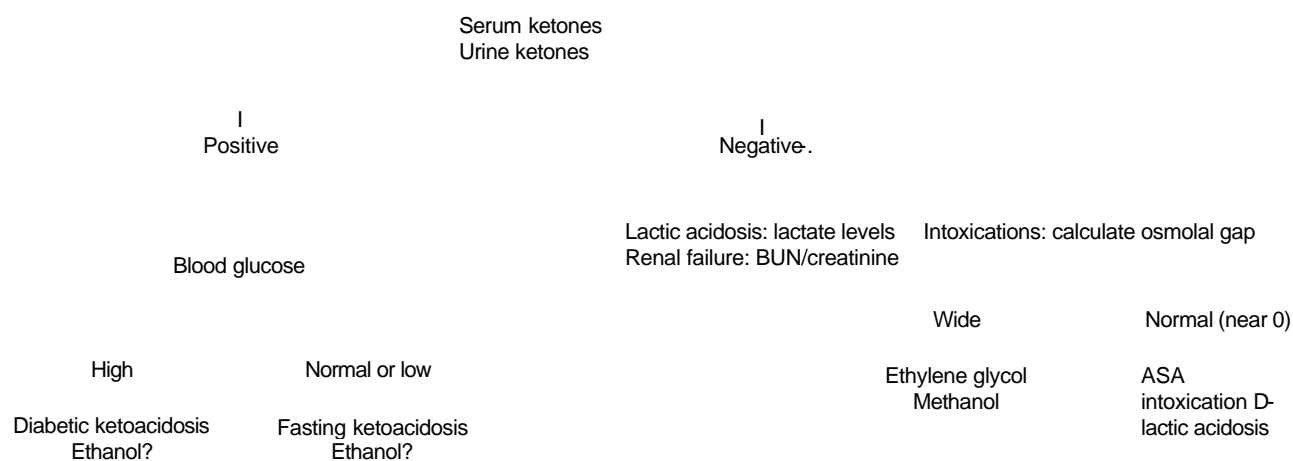 Serum ketones
Urine ketones
I
Positive
I
Negative-.
Lactic acidosis: lactate levels
Renal failure: BUN/creatinine
Intoxications: calculate osmolal gap
Blood glucose
Wide
Normal (near 0)
High
Normal or low
Ethylene glycol
Methanol
ASA
intoxication D-
lactic acidosis
Diabetic ketoacidosis
Ethanol?
Fasting ketoacidosis
Ethanol?